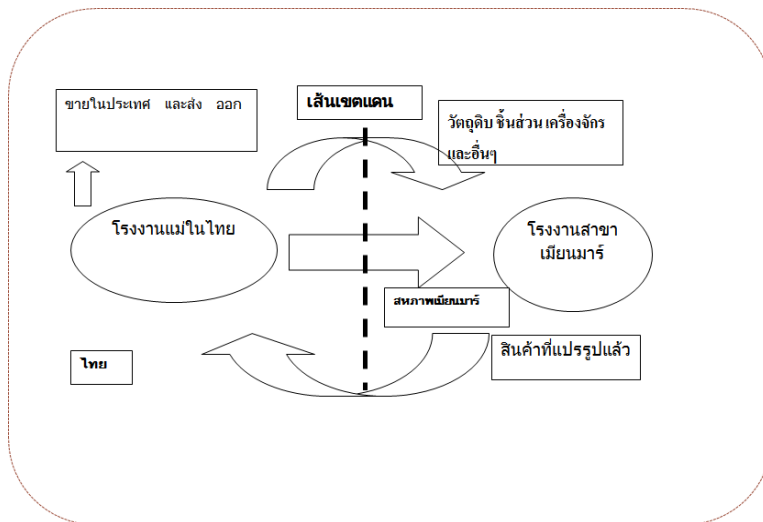 เส้นเขตแดน
ขายในประเทศ และส่ง ออก
วัตถุดิบ ชิ้นส่วน เครื่องจักร
และอื่นๆ
โรงงานแม่ในไทย
โรงงานสาขา
เมียนมาร์
สหภาพเมียนมาร์
ไทย
สินค้าที่แปรรูปแล้ว